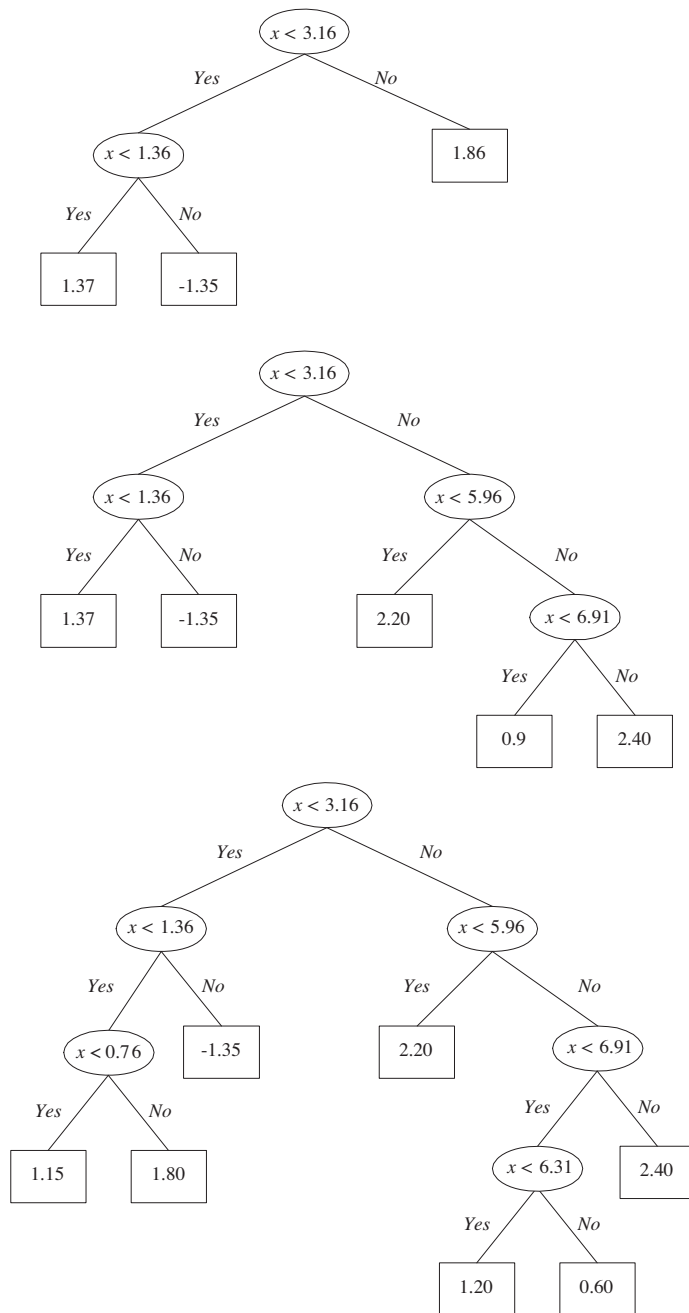 x < 3.16
Yes
No
x < 1.36
1.86
Yes
No
1.37
-1.35
x < 3.16
Yes
No
x < 1.36
x < 5.96
Yes
No
Yes
No
1.37
-1.35
2.20
x < 6.91
Yes
No
0.9
2.40
x < 3.16
Yes
No
x < 1.36
x < 5.96
Yes
No
Yes
No
x < 0.76
-1.35
2.20
x < 6.91
Yes
No
Yes
No
1.15
1.80
x < 6.31
2.40
Yes
No
1.20
0.60